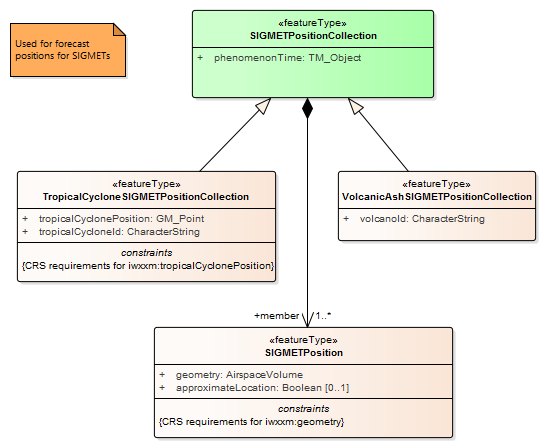 Used for forecast
positions for SIGMETs
«featureType»
SIGMETPositionCollection
+ phenomenonTime: TM_Object
«featureType»
TropicalCycloneSIGMETPositionCollection
+ tropicalCyclonePosition: GM_Point
+ tropicalCycloneId: CharacterString
constraints
{CRS requirements for iwxxm:tropicalCyclonePosition}
«featureType»
VolcanicAshSIGMETPositionCollection
+ volcanoId: CharacterString
+member 1..*
«featureType»
SIGMETPosition
+ geometry: AirspaceVolume
+ approximateLocation: Boolean [0..1]
constraints
{CRS requirements for iwxxm:geometry}